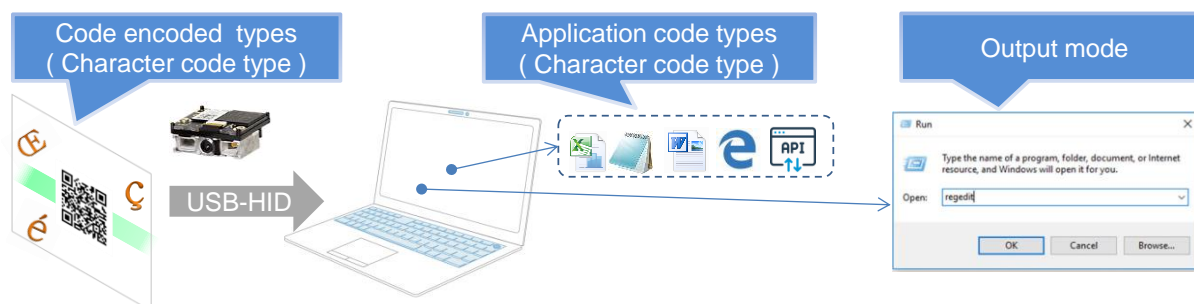 Code encoded types
( Character code type )
Application code types
( Character code type )
Output mode
Œ
Ç
é
USB-HID
API
Run
Type the name of a program, folder, document, or Internet
resource, and Windows will open it for you.
Open:
regedit
OK
Cancel
Browse...